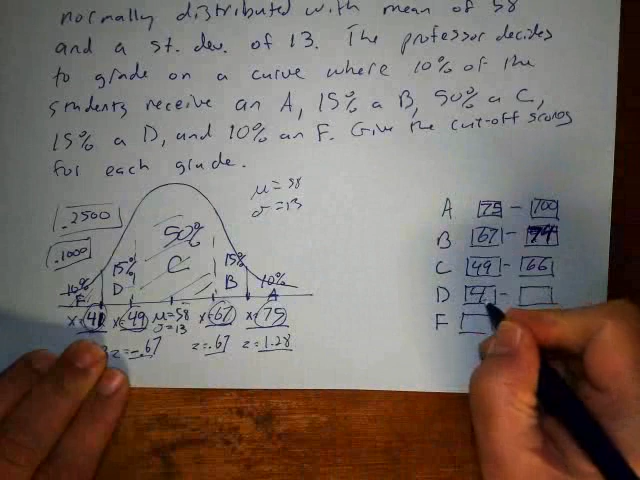 normally distributed with mean of 58
and a st. dev. of 13. The professor decides
to grade on a curve where 10% of the
students receive an A, 15% a B, 50% a C,
15% a D, and 10% an F. Give the cut-off scores
for each grade.
μ = 58
σ = 13
.2500
.1000
50%
15% 15%
10% D C B 10%
F A
x=41 x=49 μ=58 x=67 x=75
σ=13
z=-.67 z=.67 z=1.28
A 75 - 100
B 67 - 74
C 49 - 66
D 4 -
F